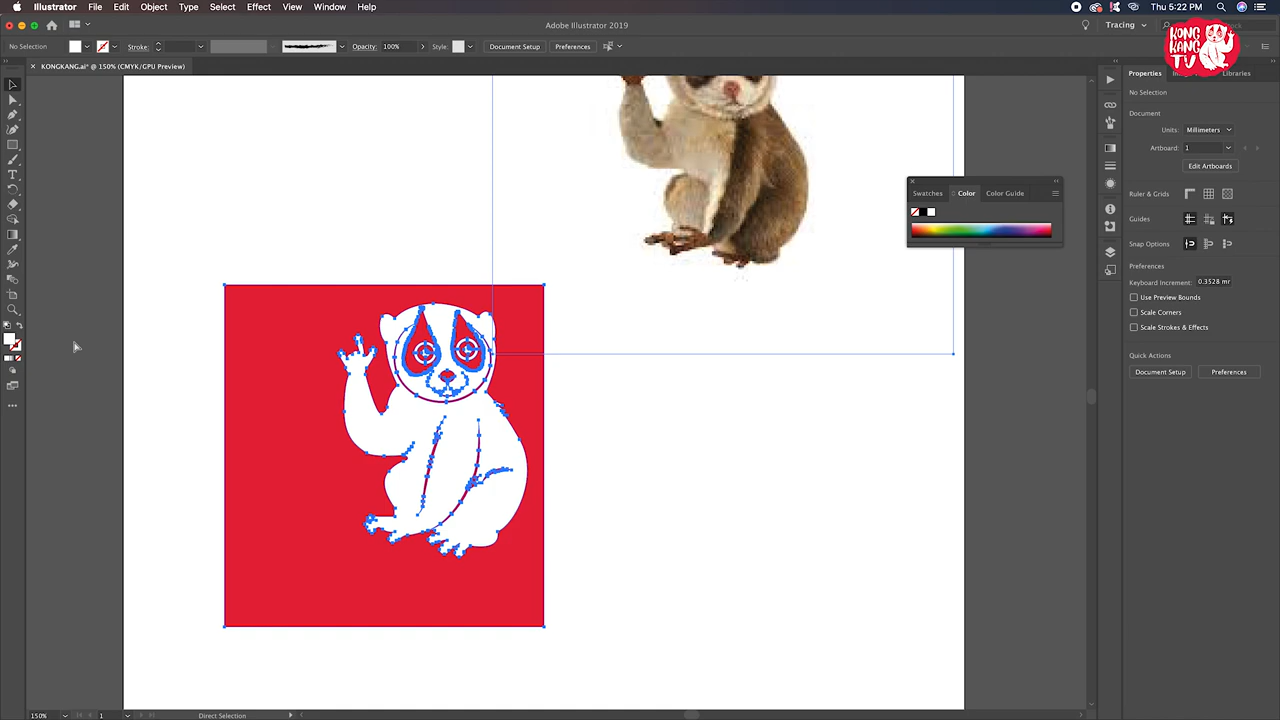 Illustrator File Edit Object Type Select Effect View Window Help
Thu 5:22 PM
Adobe Illustrator 2019
Tracing
No Selection
Stroke:
Opacity: 100%
Style:
Document Setup
Preferences
KONG
KANG
TV
× KONGKANG.ai* @ 150% (CMYK/GPU Preview)
Properties
Libraries
No Selection
Document
Units: Millimeters
Artboard: 1
Edit Artboards
Swatches
Color
Color Guide
Ruler & Grids
Guides
Snap Options
Preferences
Keyboard Increment: 0.3528 mr
Use Preview Bounds
Scale Corners
Scale Strokes & Effects
Quick Actions
Document Setup
Preferences
150%
1
Direct Selection